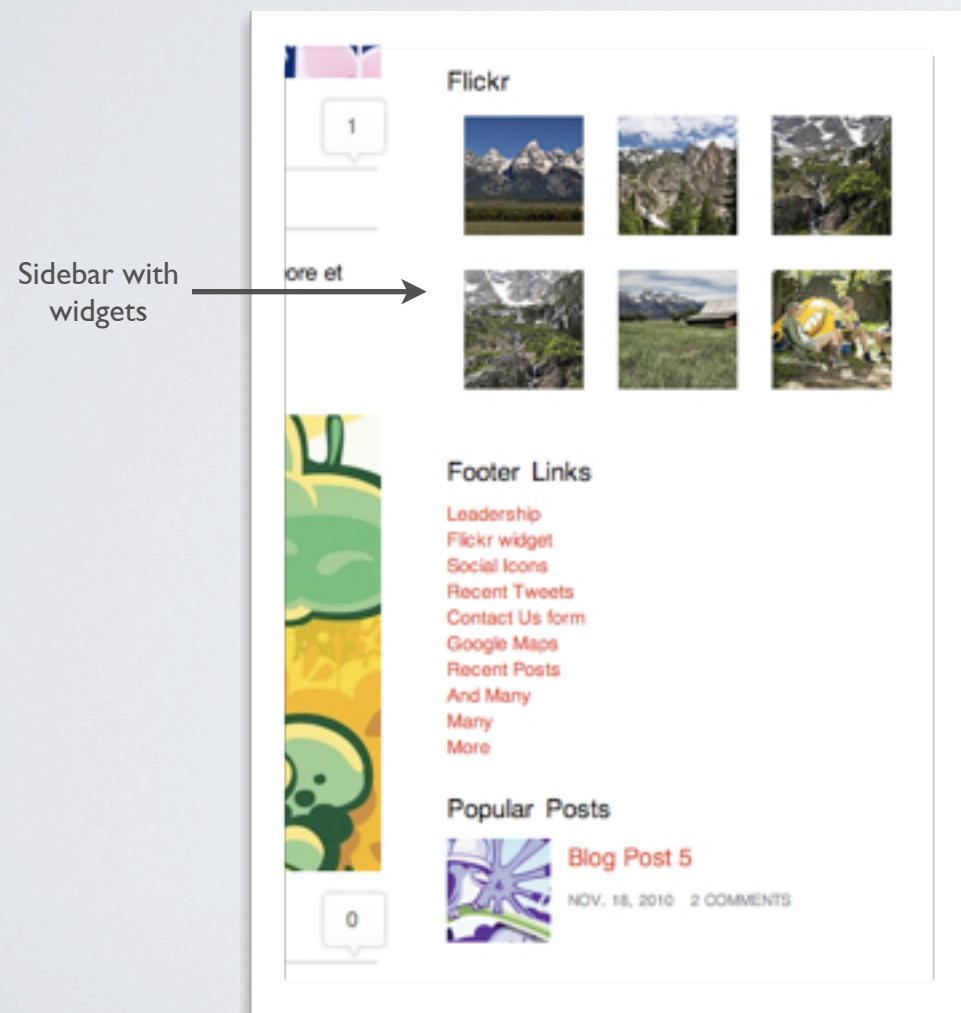 Sidebar with
widgets
1
ore et
0
Flickr
Footer Links
Leadership
Flickr widget
Social Icons
Recent Tweets
Contact Us form
Google Maps
Recent Posts
And Many
Many
More
Popular Posts
Blog Post 5
NOV. 18, 2010 2 COMMENTS